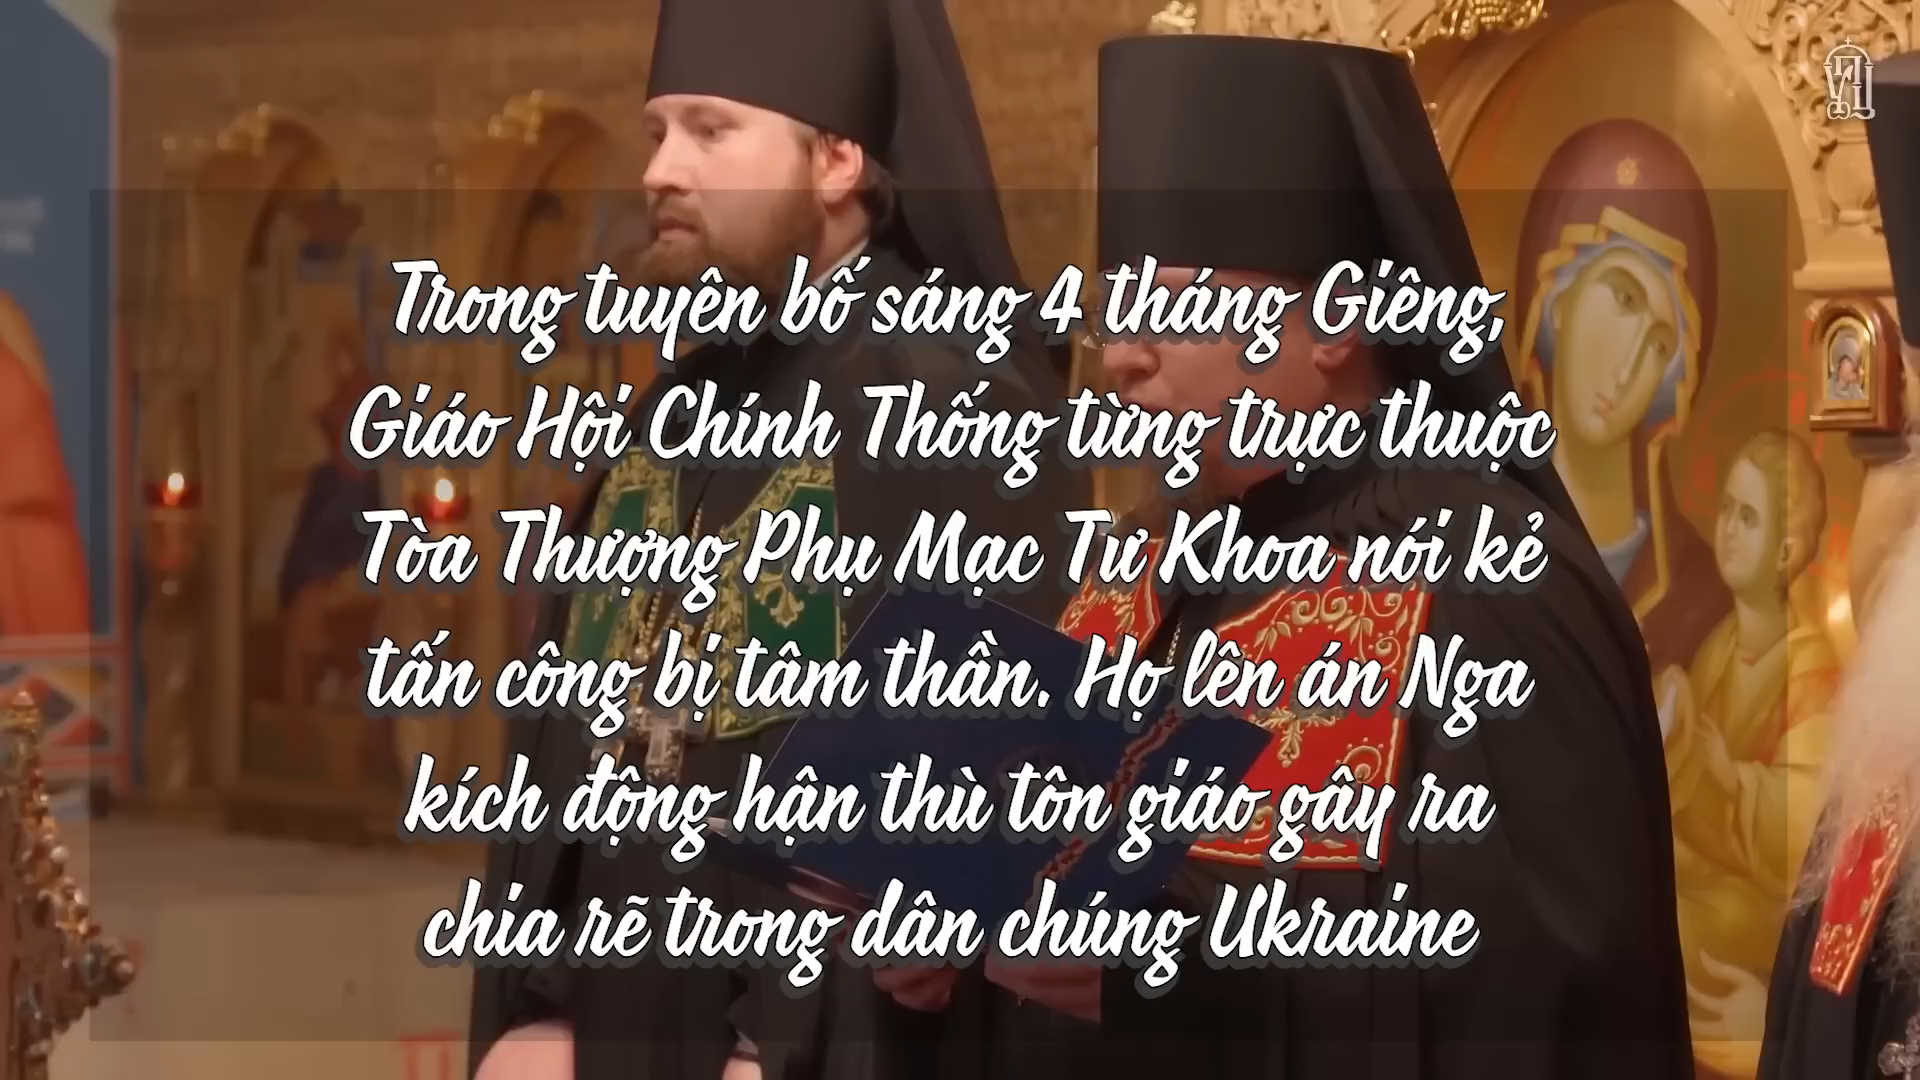 Trong tuyên bố sáng 4 tháng Giêng,
Giáo Hội Chính Thống từng trực thuộc
Tòa Thượng Phụ Mạc Tư Khoa nói kẻ
tấn công bị tâm thần. Họ lên án Nga
kích động hận thù tôn giáo gây ra
chia rẽ trong dân chúng Ukraine